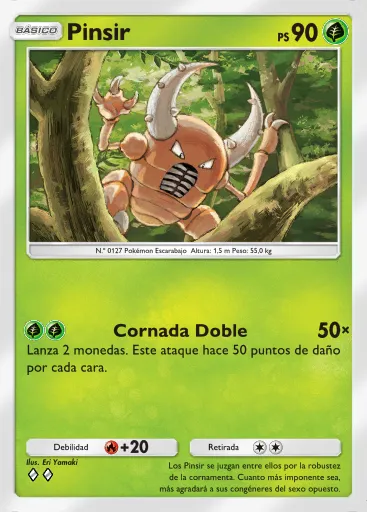 BÁSICO Pinsir PS 90
N.º 0127 Pokémon Escarabajo Altura: 1,5 m Peso: 55,0 kg
Cornada Doble 50×
Lanza 2 monedas. Este ataque hace 50 puntos de daño
por cada cara.
Debilidad +20 Retirada
Ilus. Eri Yamaki
Los Pinsir se juzgan entre ellos por la robustez
de la cornamenta. Cuanto más imponente sea,
más agradará a sus congéneres del sexo opuesto.